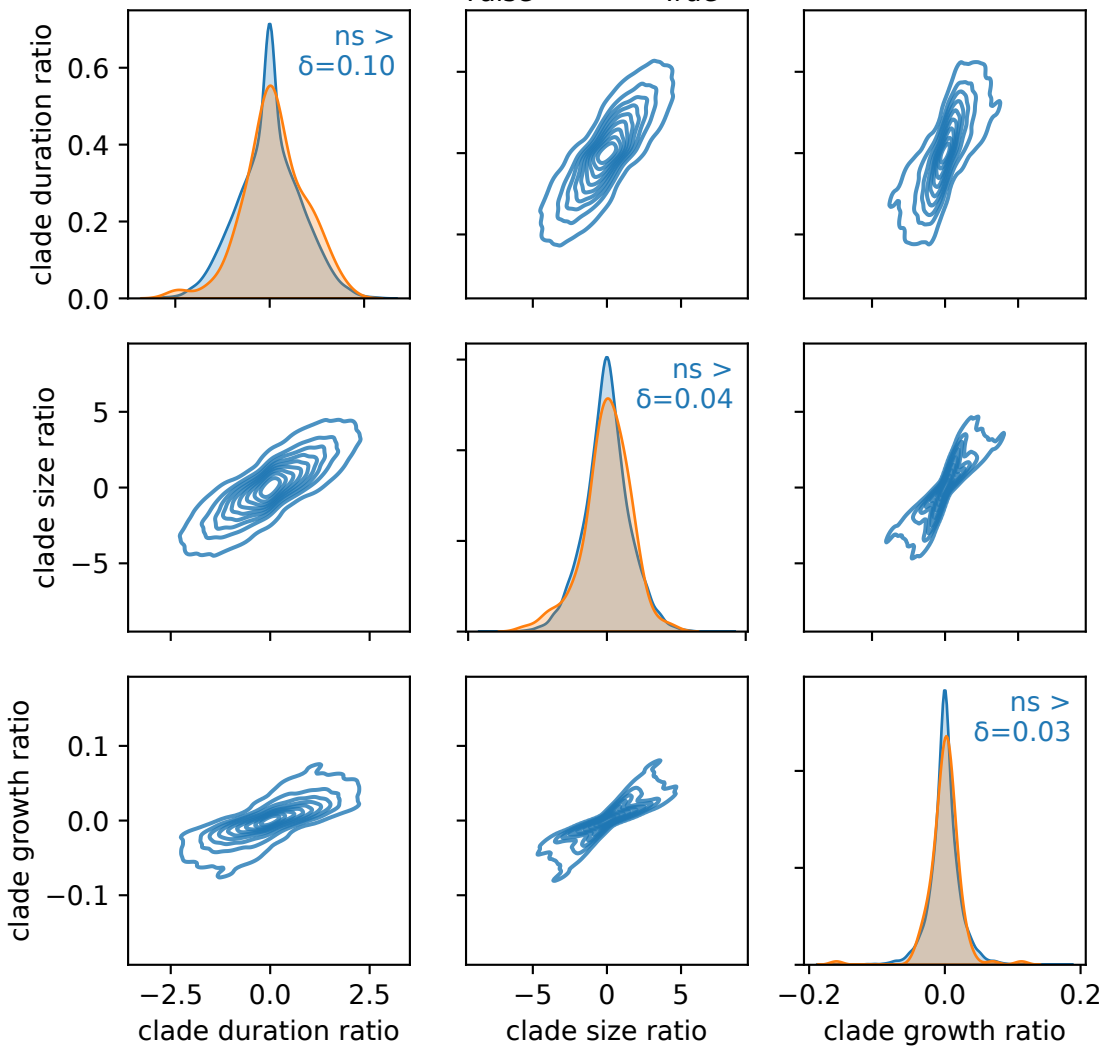 clade duration ratio
0.6
0.4
0.2
0.0
ns >
δ=0.10
clade size ratio
5
0
−5
ns >
δ=0.04
clade growth ratio
0.1
0.0
−0.1
ns >
δ=0.03
−2.5 0.0 2.5
−5 0 5
−0.2 0.0 0.2
clade duration ratio
clade size ratio
clade growth ratio